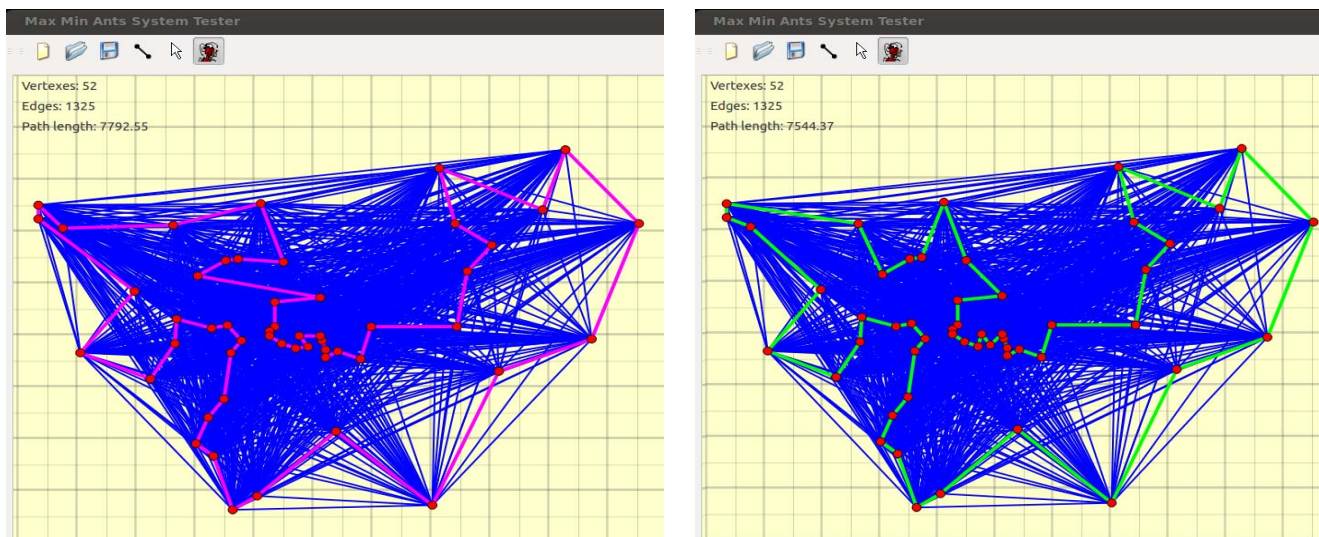 Max Min Ants System Tester
Vertexes: 52
Edges: 1325
Path length: 7792.55
Max Min Ants System Tester
Vertexes: 52
Edges: 1325
Path length: 7544.37